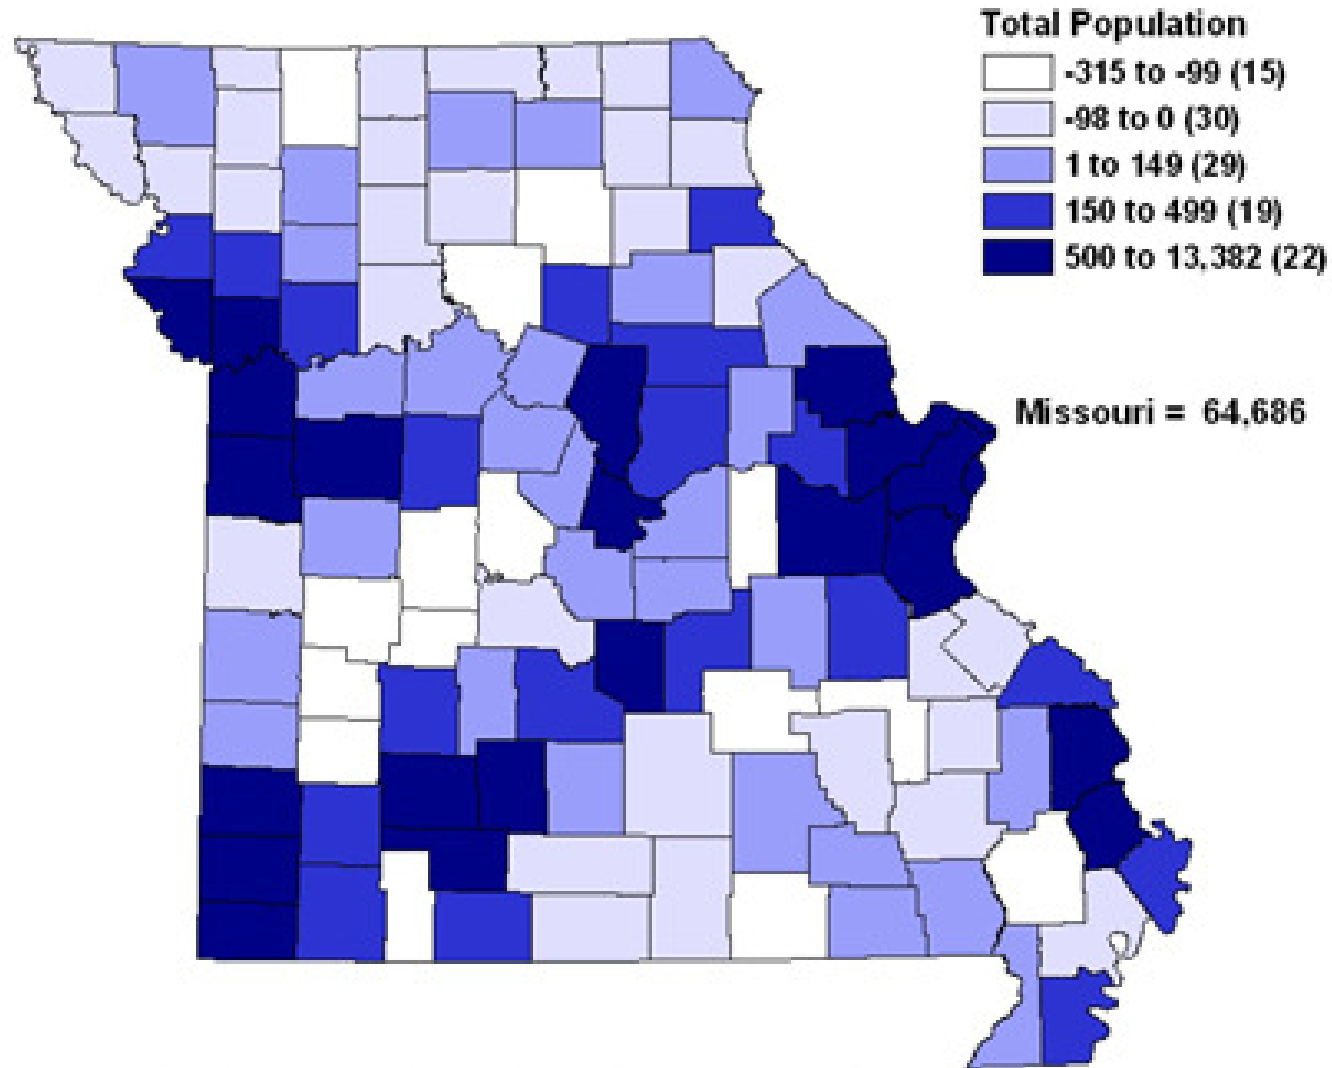 Total Population
-315 to -99 (15)
-98 to 0 (30)
1 to 149 (29)
150 to 499 (19)
500 to 13,382 (22)
Missouri = 64,686